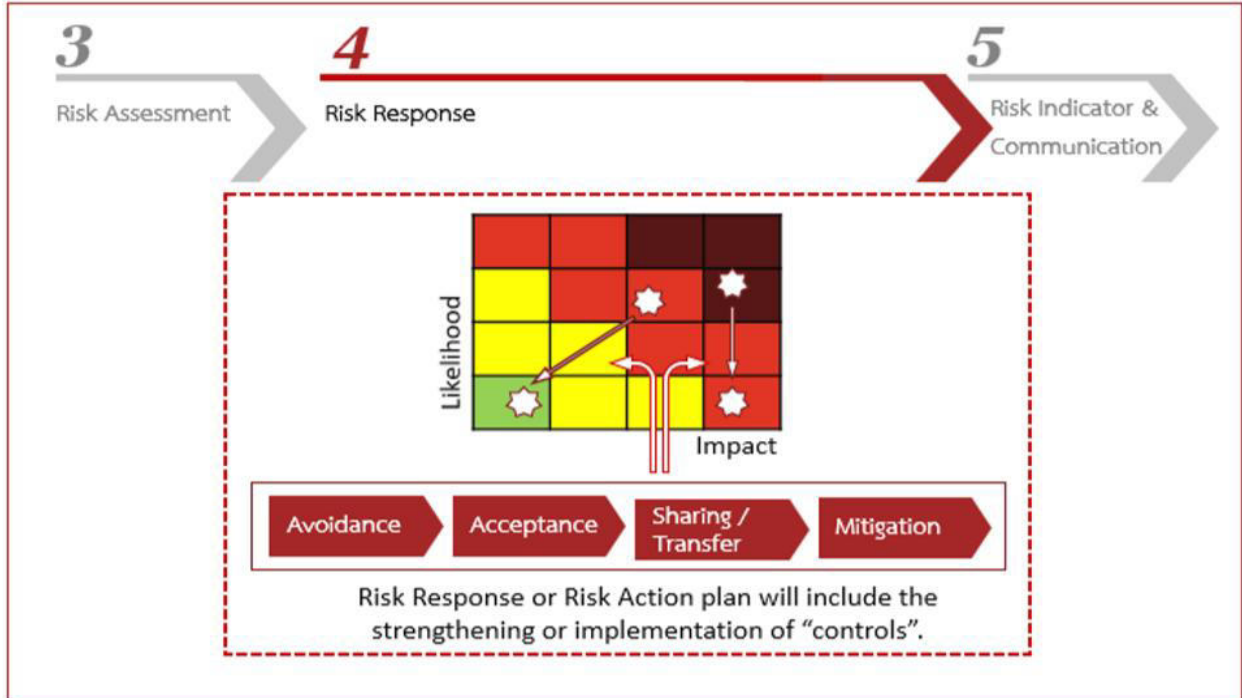 3
Risk Assessment
4
Risk Response
5
Risk Indicator &
Communication
Likelihood
Impact
Avoidance
Acceptance
Sharing /
Transfer
Mitigation
Risk Response or Risk Action plan will include the
strengthening or implementation of “controls”.